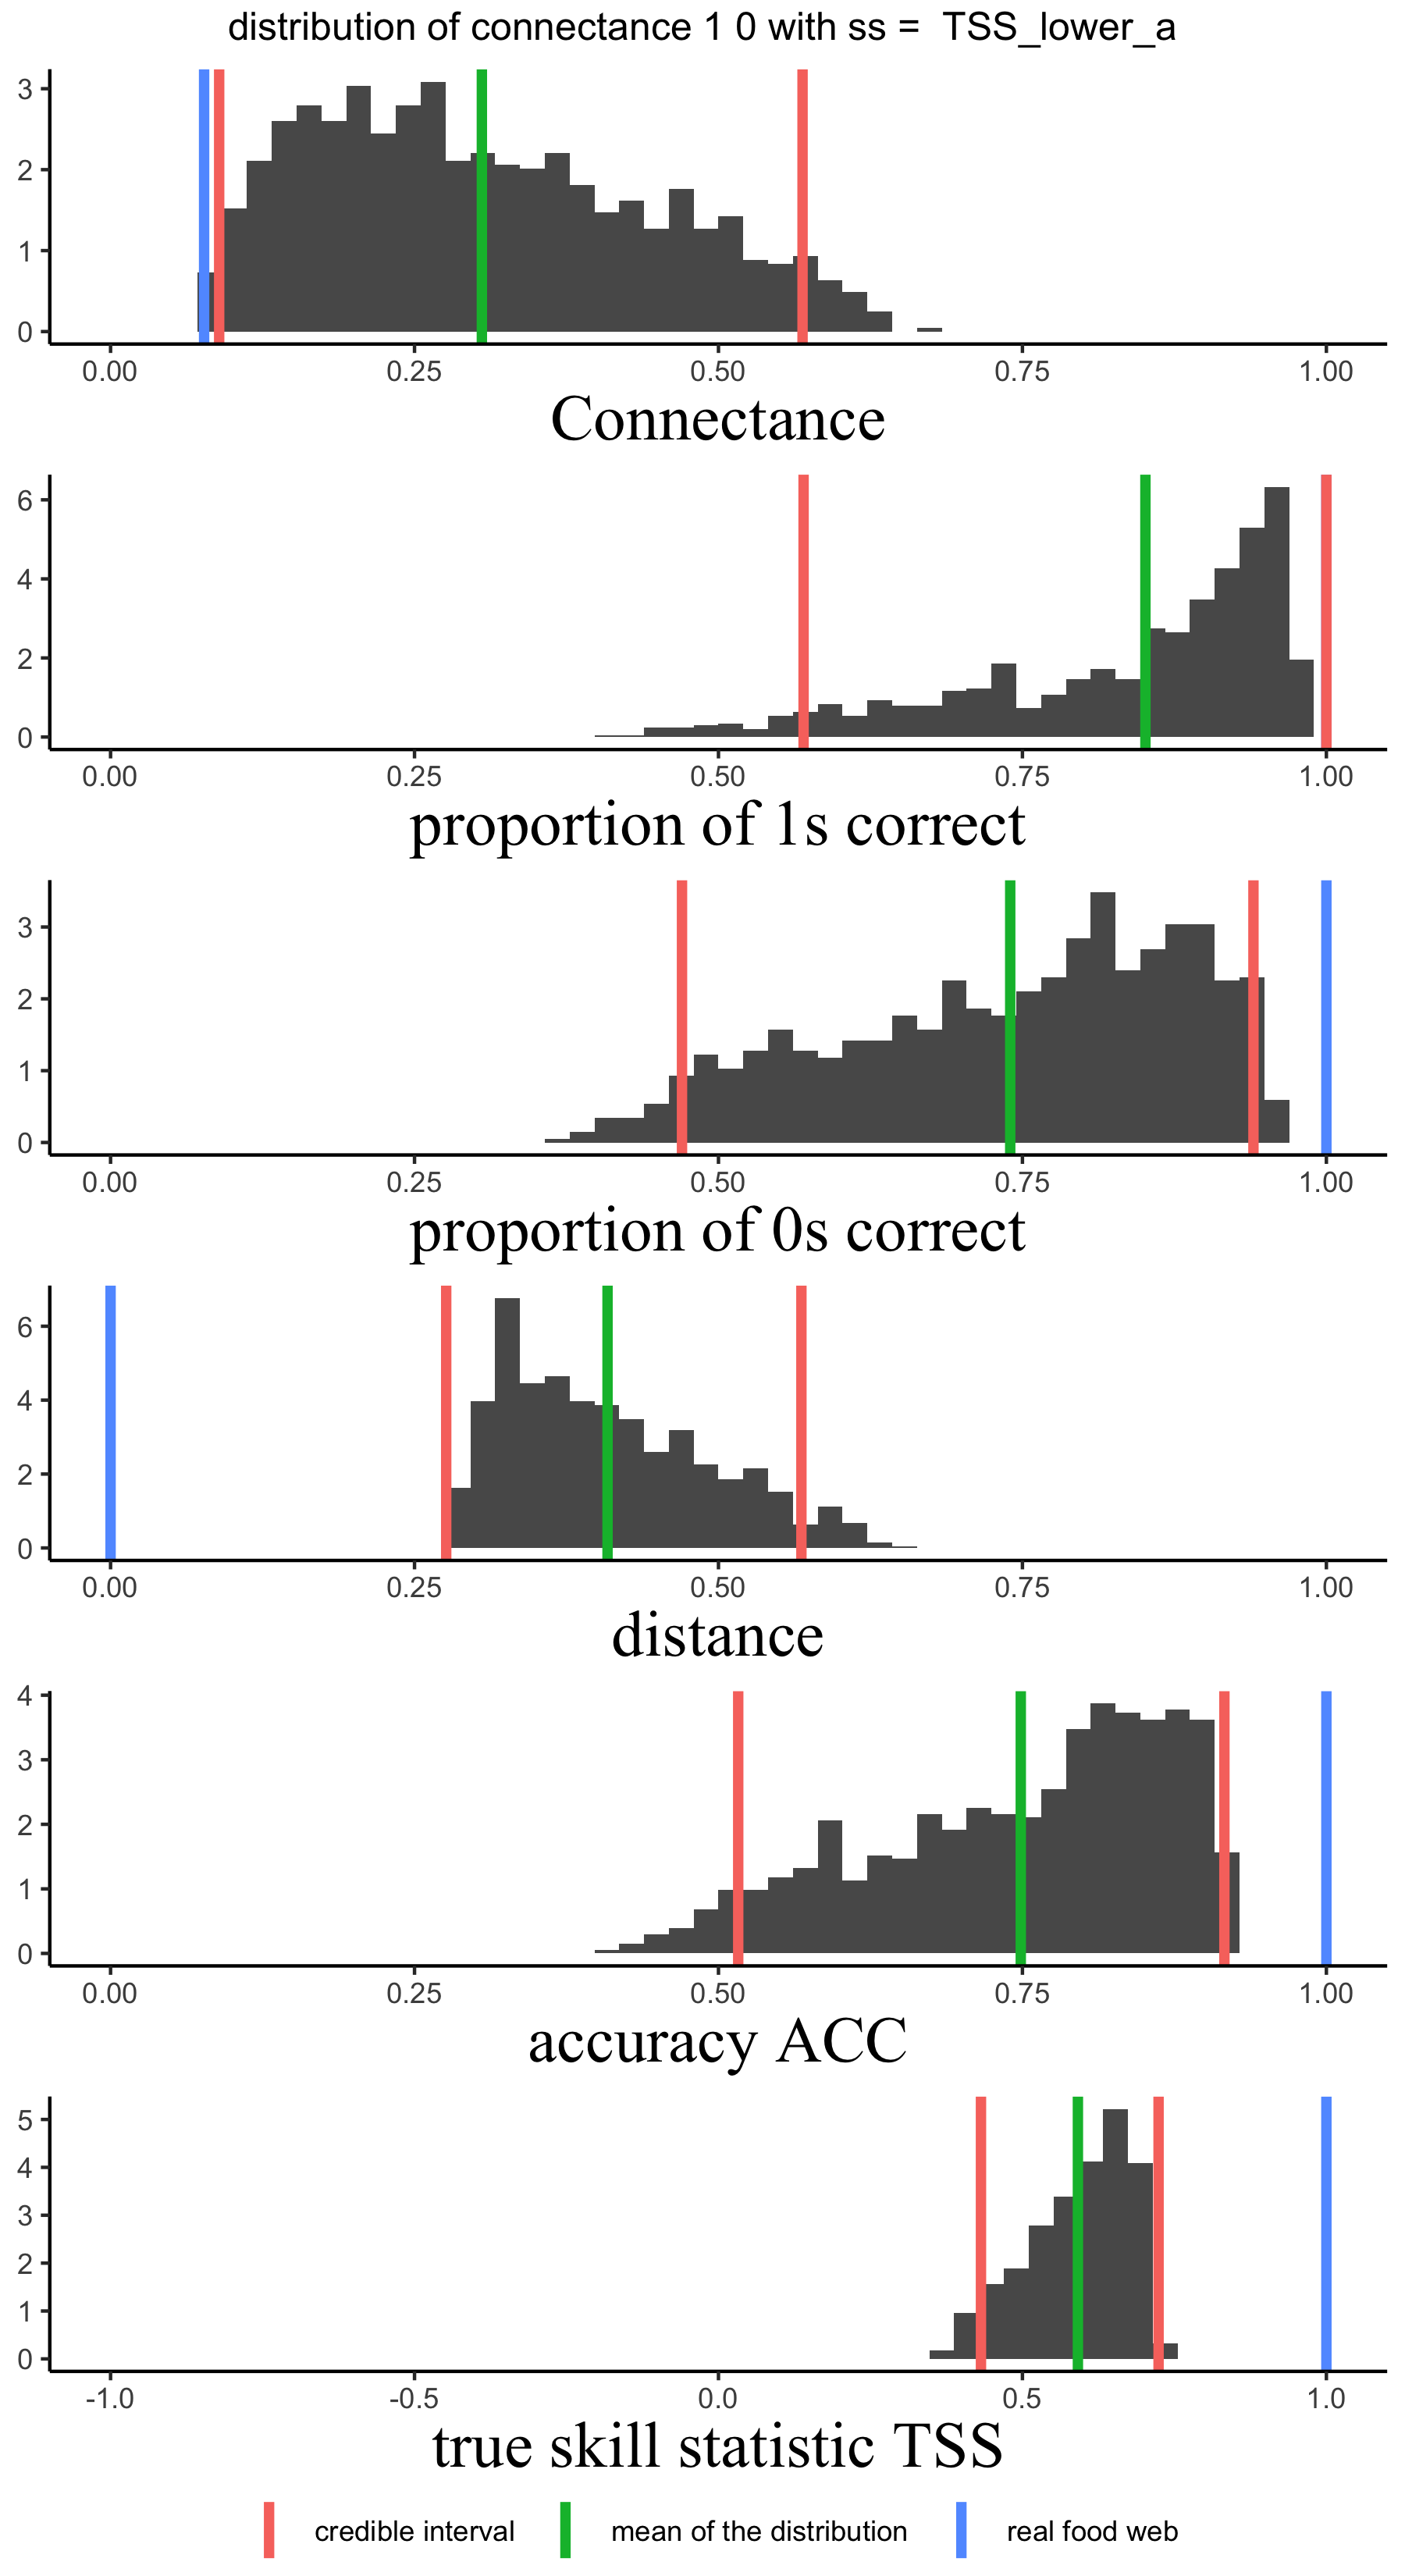 distribution of connectance 1 0 with ss = TSS_lower_a
3
2
1
0
0.00 0.25 0.50 0.75 1.00
Connectance
6
4
2
0
0.00 0.25 0.50 0.75 1.00
proportion of 1s correct
3
2
1
0
0.00 0.25 0.50 0.75 1.00
proportion of 0s correct
6
4
2
0
0.00 0.25 0.50 0.75 1.00
distance
4
3
2
1
0
0.00 0.25 0.50 0.75 1.00
accuracy ACC
5
4
3
2
1
0
-1.0 -0.5 0.0 0.5 1.0
true skill statistic TSS
credible interval mean of the distribution real food web